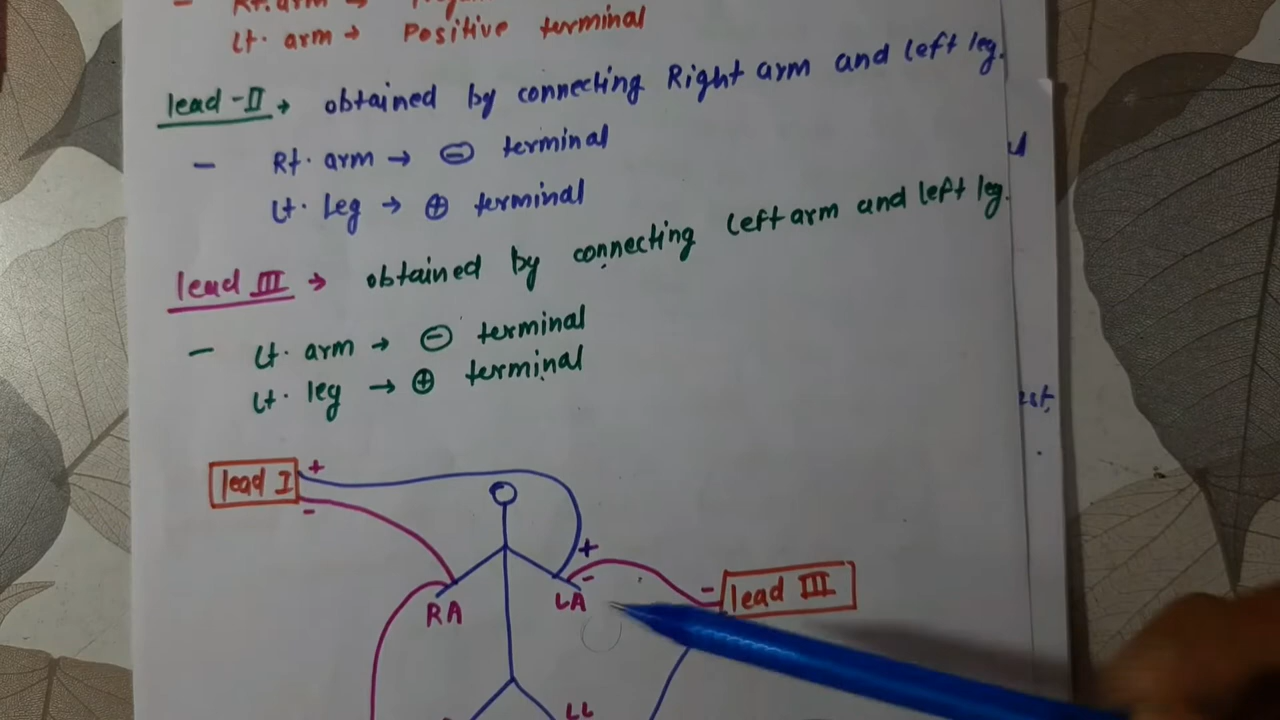 - Rt. arm →
Lt. arm → Positive terminal
lead-II → obtained by connecting Right arm and left leg.
- Rt. arm → ⊖ terminal
Lt. Leg → ⊕ terminal
lead III → obtained by connecting left arm and left leg.
- Lt. arm → ⊖ terminal
Lt. leg → ⊕ terminal
lead I + -
+ -
RA
LA
- lead III
LL